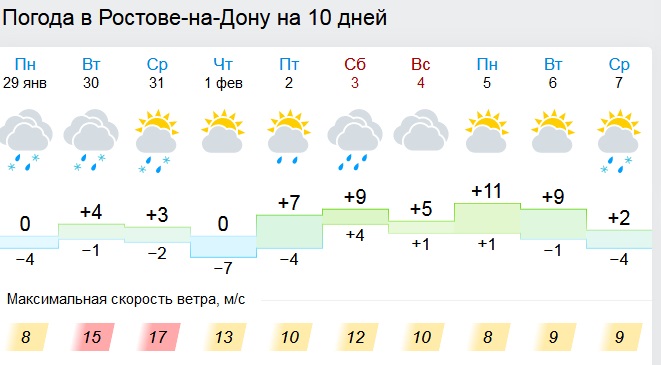 Погода в Ростове-на-Дону на 10 дней
Пн Вт Ср Чт Пт Сб Вс Пн Вт Ср
29 янв 30 31 1 фев 2 3 4 5 6 7
0 +4 +3 0 +7 +9 +5 +11 +9 +2
−4 −1 −2 −7 −4 +4 +1 +1 −1 −4
Максимальная скорость ветра, м/с
8 15 17 13 10 12 10 8 9 9